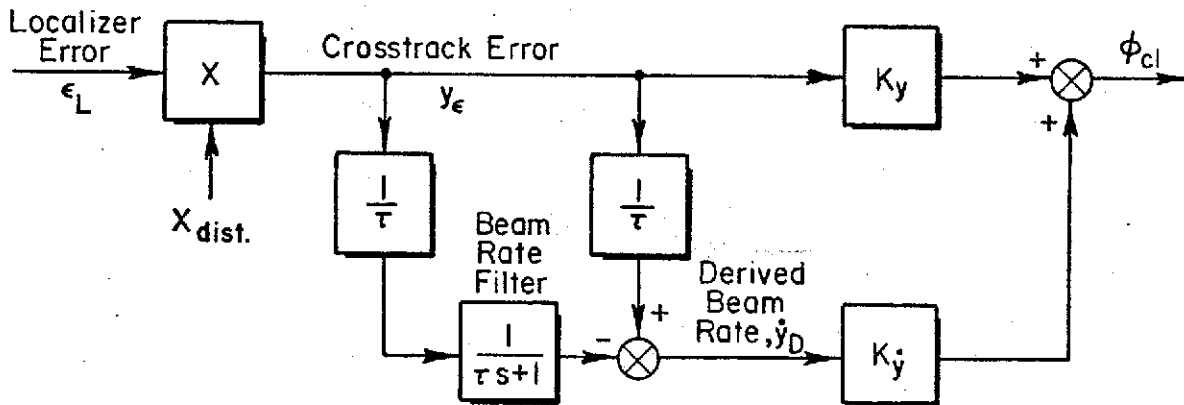 Localizer
Error
ϵ_L
X
X dist.
Crosstrack Error
y_ϵ
1/τ
1/τ
Beam
Rate
Filter
1/(τs+1)
+
-
Derived
Beam
Rate, ẏ_D
K_y
K_ẏ
+
+
ϕ_cl